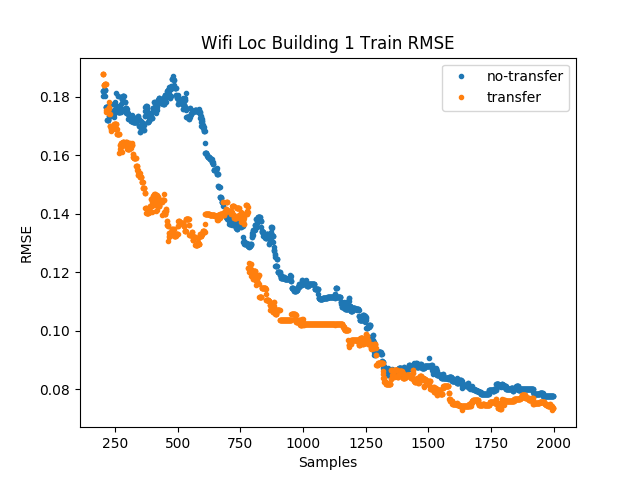 Wifi Loc Building 1 Train RMSE
no-transfer
transfer
RMSE
0.18
0.16
0.14
0.12
0.10
0.08
250 500 750 1000 1250 1500 1750 2000
Samples